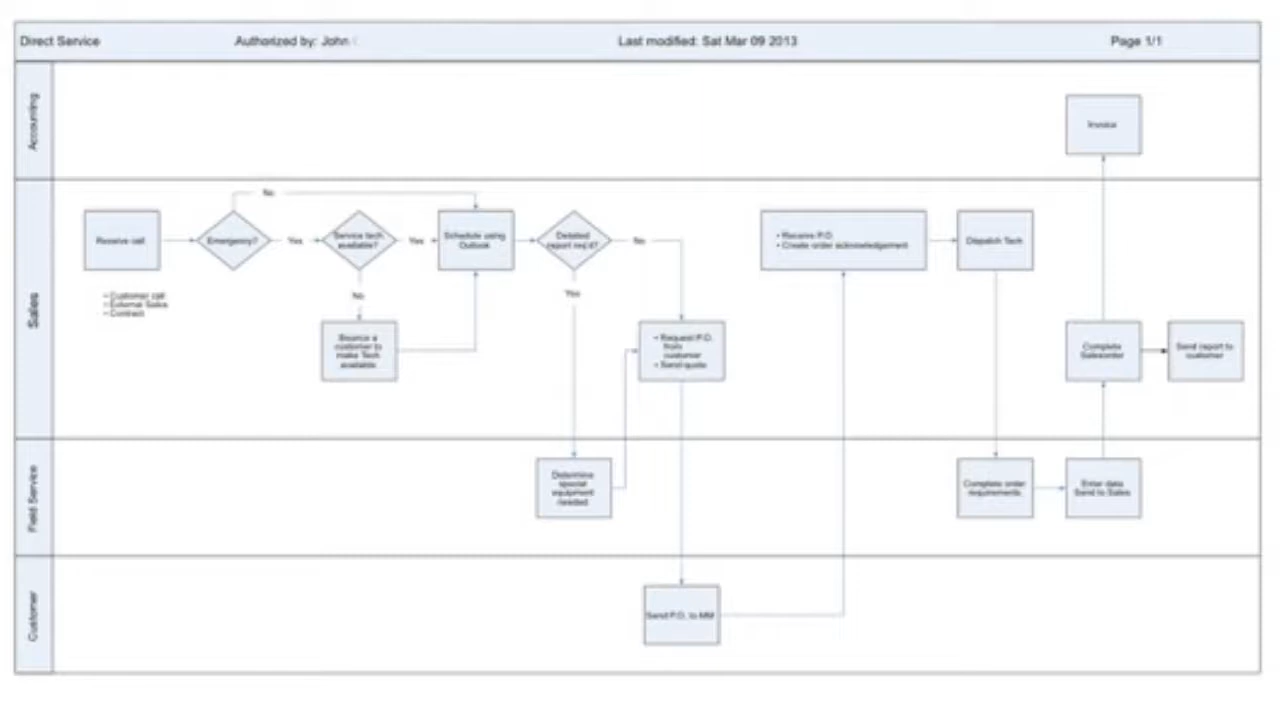 Direct Service
Authorized by: John
Last modified: Sat Mar 09 2013
Page 1/1
Accounting
Invoice
Sales
Receive call
• Customer call
• External Sales
• Contract
Emergency?
No
Yes
Service tech
available?
Yes
No
Bounce a
customer to
make Tech
available
Schedule using
Outlook
Detailed
report req'd?
No
Yes
• Request P.O.
from
customer
• Send quote
• Receive P.O.
• Create order acknowledgement
Dispatch Tech
Complete
Salesorder
Send report to
customer
Field Service
Determine
special
equipment
needed
Complete order
requirements
Enter data
Send to Sales
Customer
Send P.O. to MM